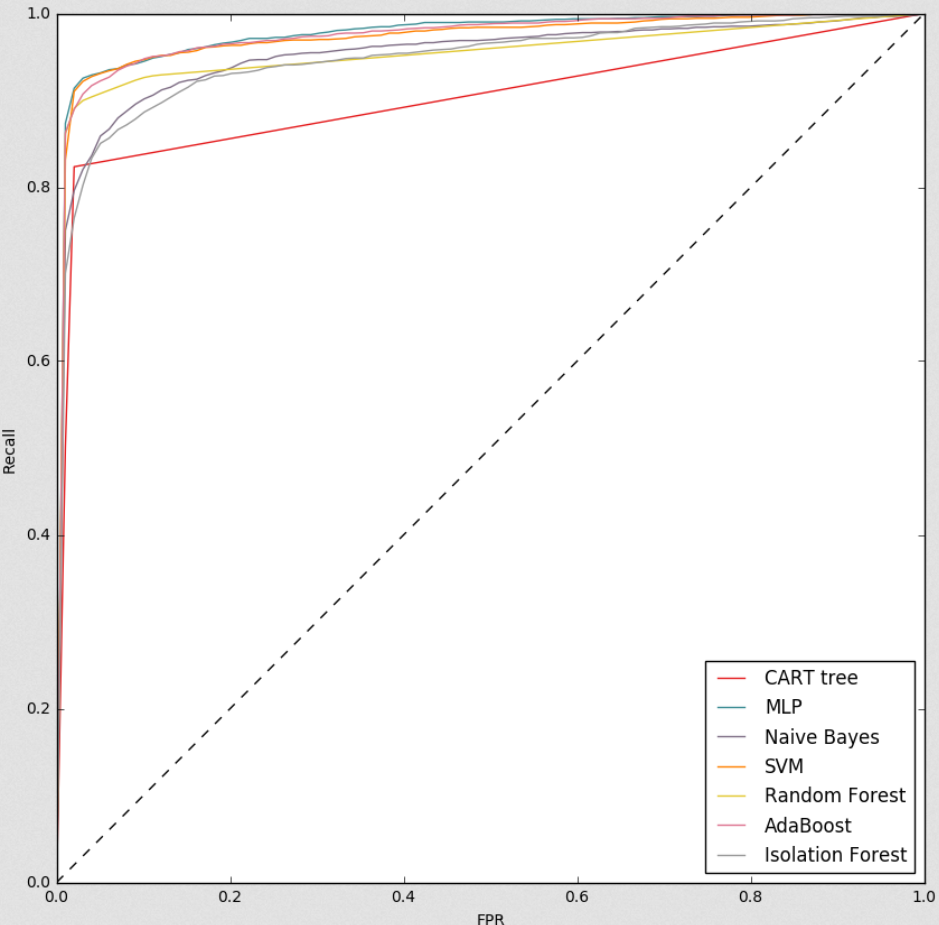 1.0
0.8
0.6
0.4
0.2
0.0
Recall
0.0 0.2 0.4 0.6 0.8 1.0
FPR
CART tree
MLP
Naive Bayes
SVM
Random Forest
AdaBoost
Isolation Forest